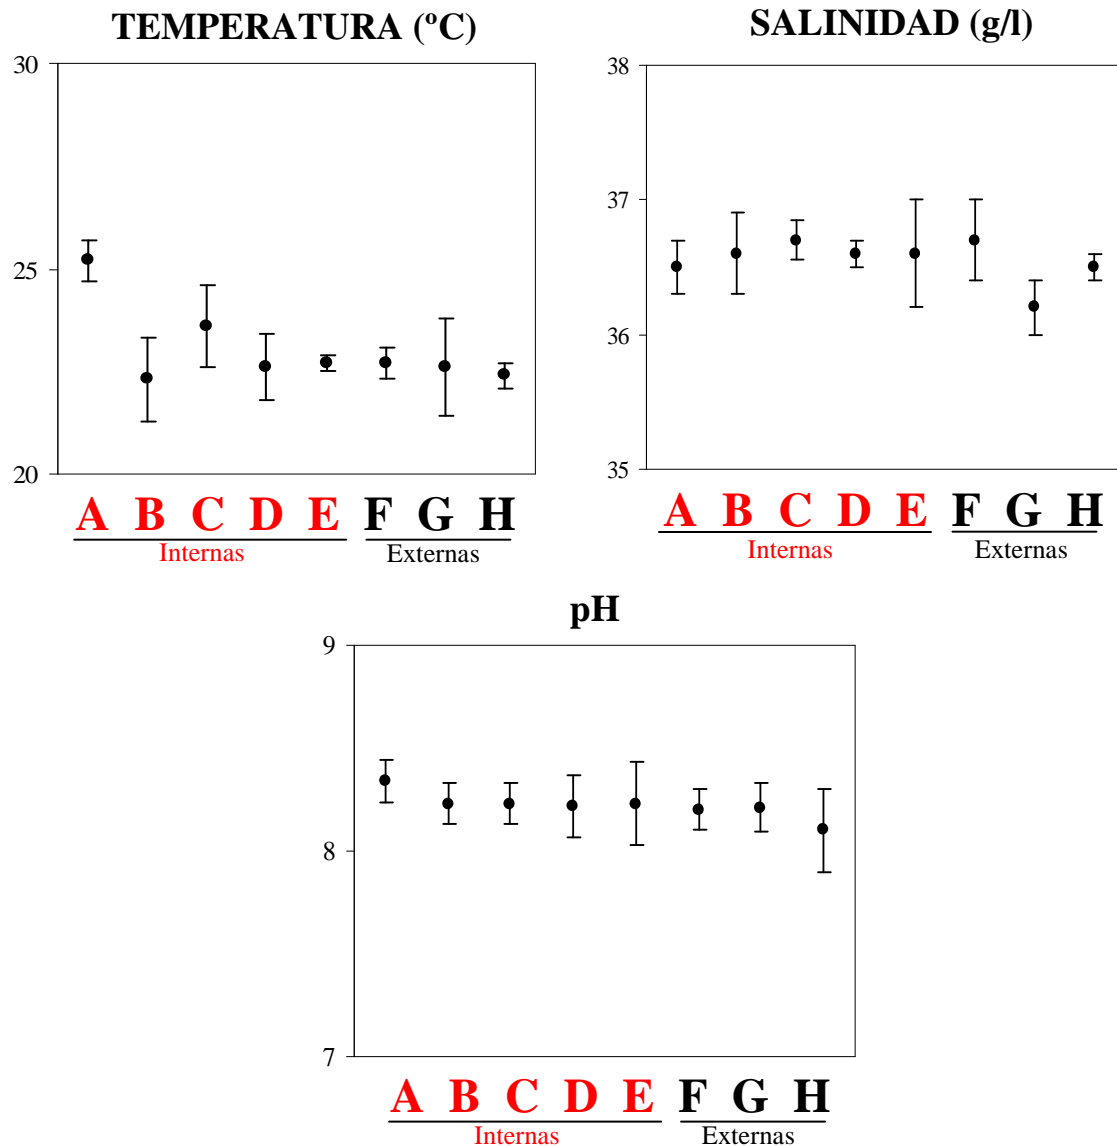 TEMPERATURA (ºC)
30
25
20
A B C D E F G H
Internas Externas
SALINIDAD (g/l)
38
37
36
35
A B C D E F G H
Internas Externas
pH
9
8
7
A B C D E F G H
Internas Externas